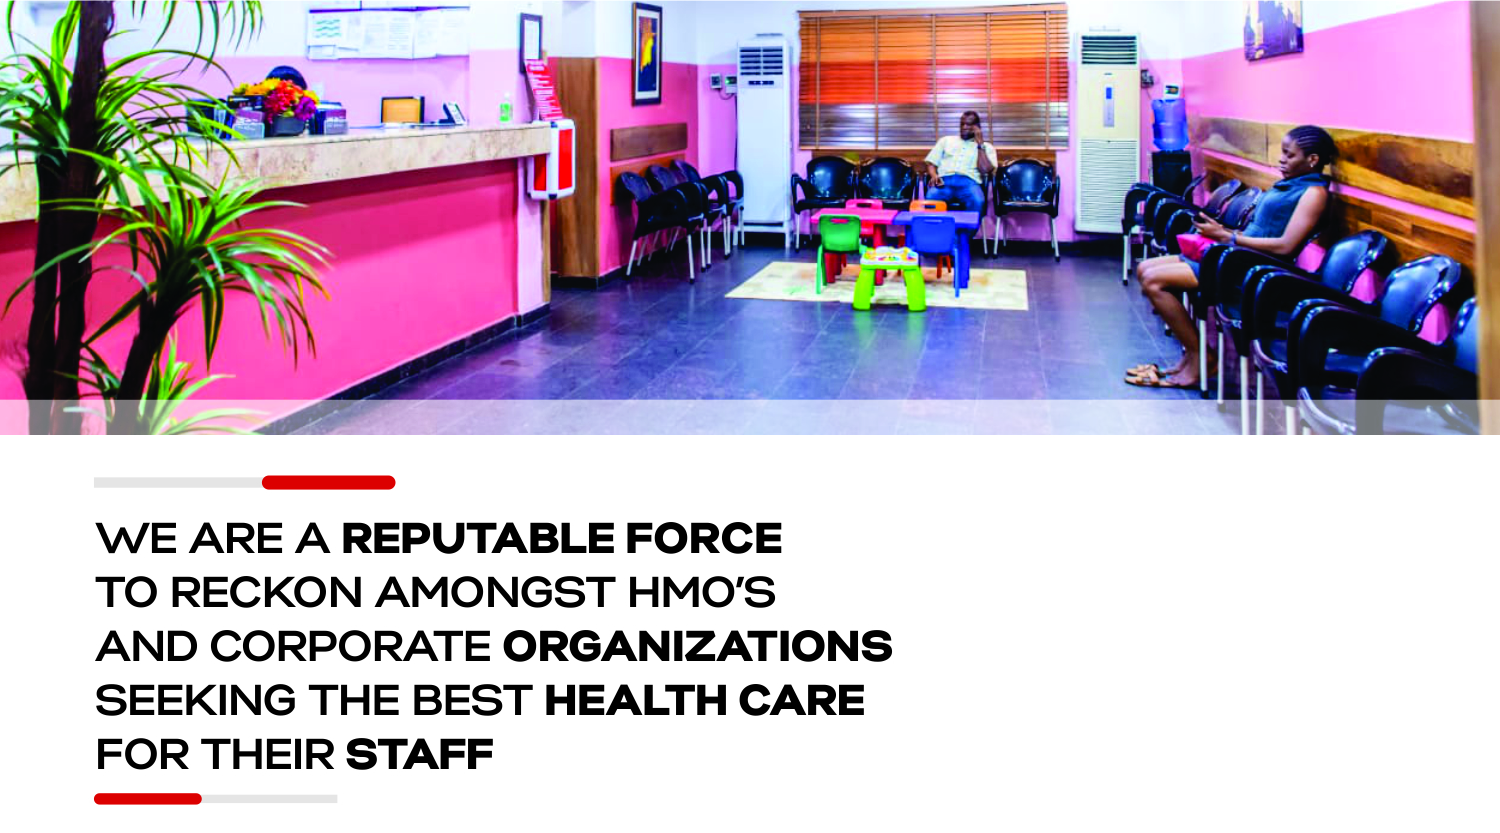 WE ARE A REPUTABLE FORCE
TO RECKON AMONGST HMO'S
AND CORPORATE ORGANIZATIONS
SEEKING THE BEST HEALTH CARE
FOR THEIR STAFF